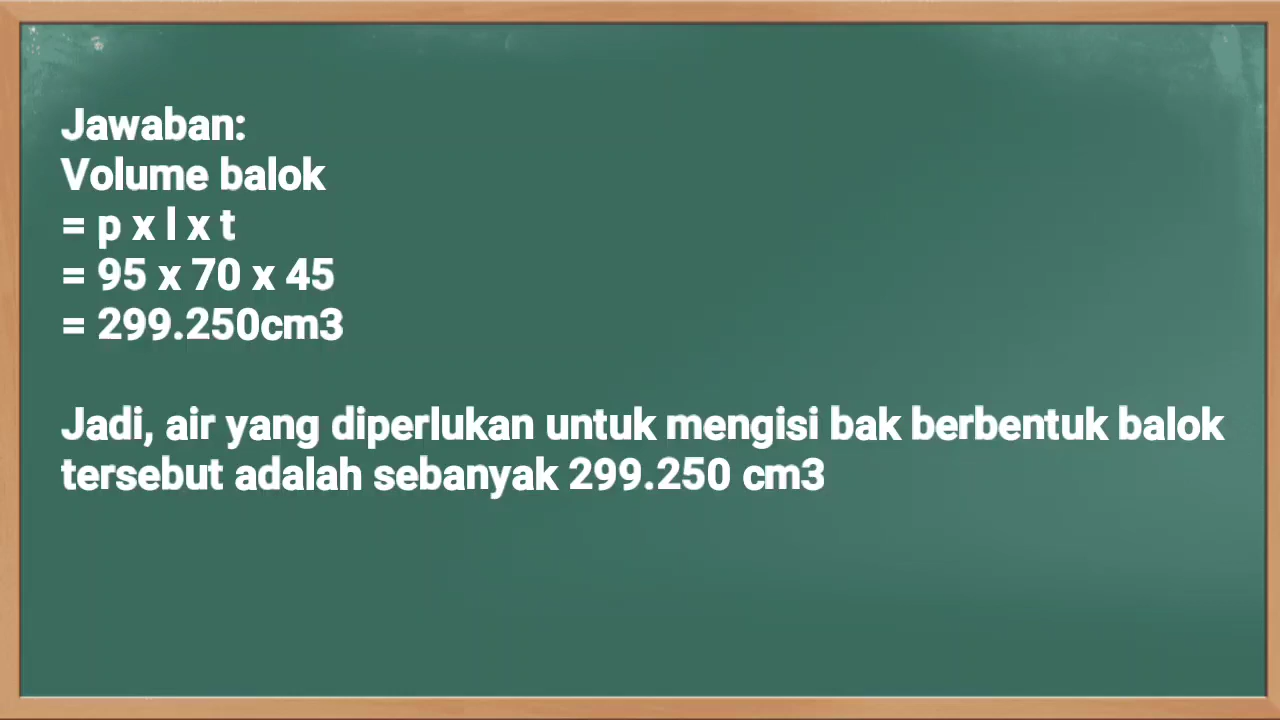 Jawaban:
Volume balok
= p x l x t
= 95 x 70 x 45
= 299.250cm3
Jadi, air yang diperlukan untuk mengisi bak berbentuk balok
tersebut adalah sebanyak 299.250 cm3